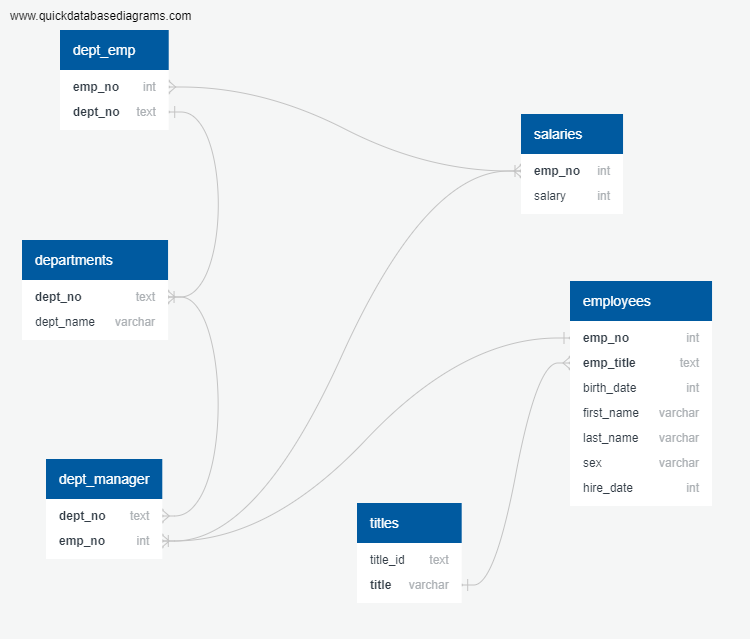 www.quickdatabasediagrams.com
dept_emp
emp_no int
dept_no text
salaries
emp_no int
salary int
departments
dept_no text
dept_name varchar
employees
emp_no int
emp_title text
birth_date int
first_name varchar
last_name varchar
sex varchar
hire_date int
dept_manager
dept_no text
emp_no int
titles
title_id text
title varchar